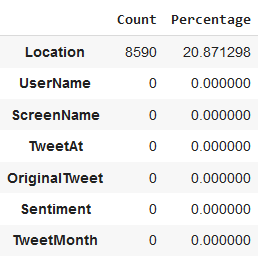 Count Percentage
Location 8590 20.871298
UserName 0 0.000000
ScreenName 0 0.000000
TweetAt 0 0.000000
OriginalTweet 0 0.000000
Sentiment 0 0.000000
TweetMonth 0 0.000000